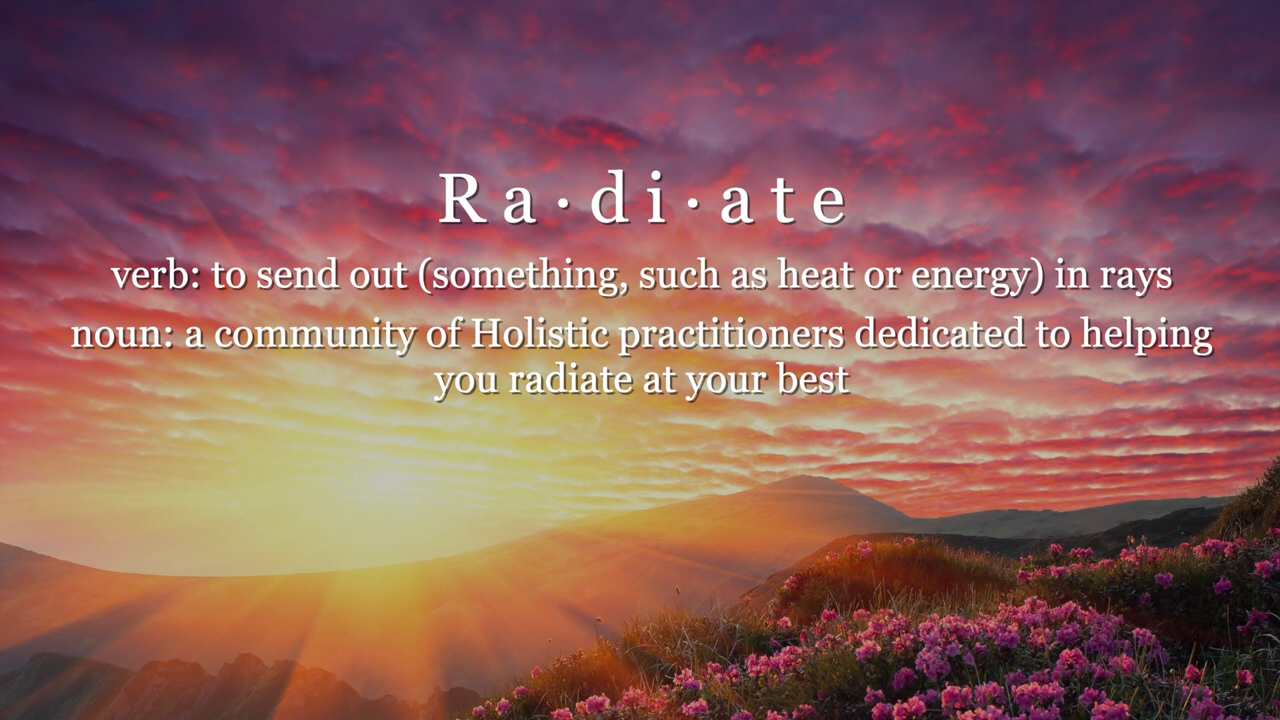 Ra·di·ate
verb: to send out (something, such as heat or energy) in rays
noun: a community of Holistic practitioners dedicated to helping
you radiate at your best